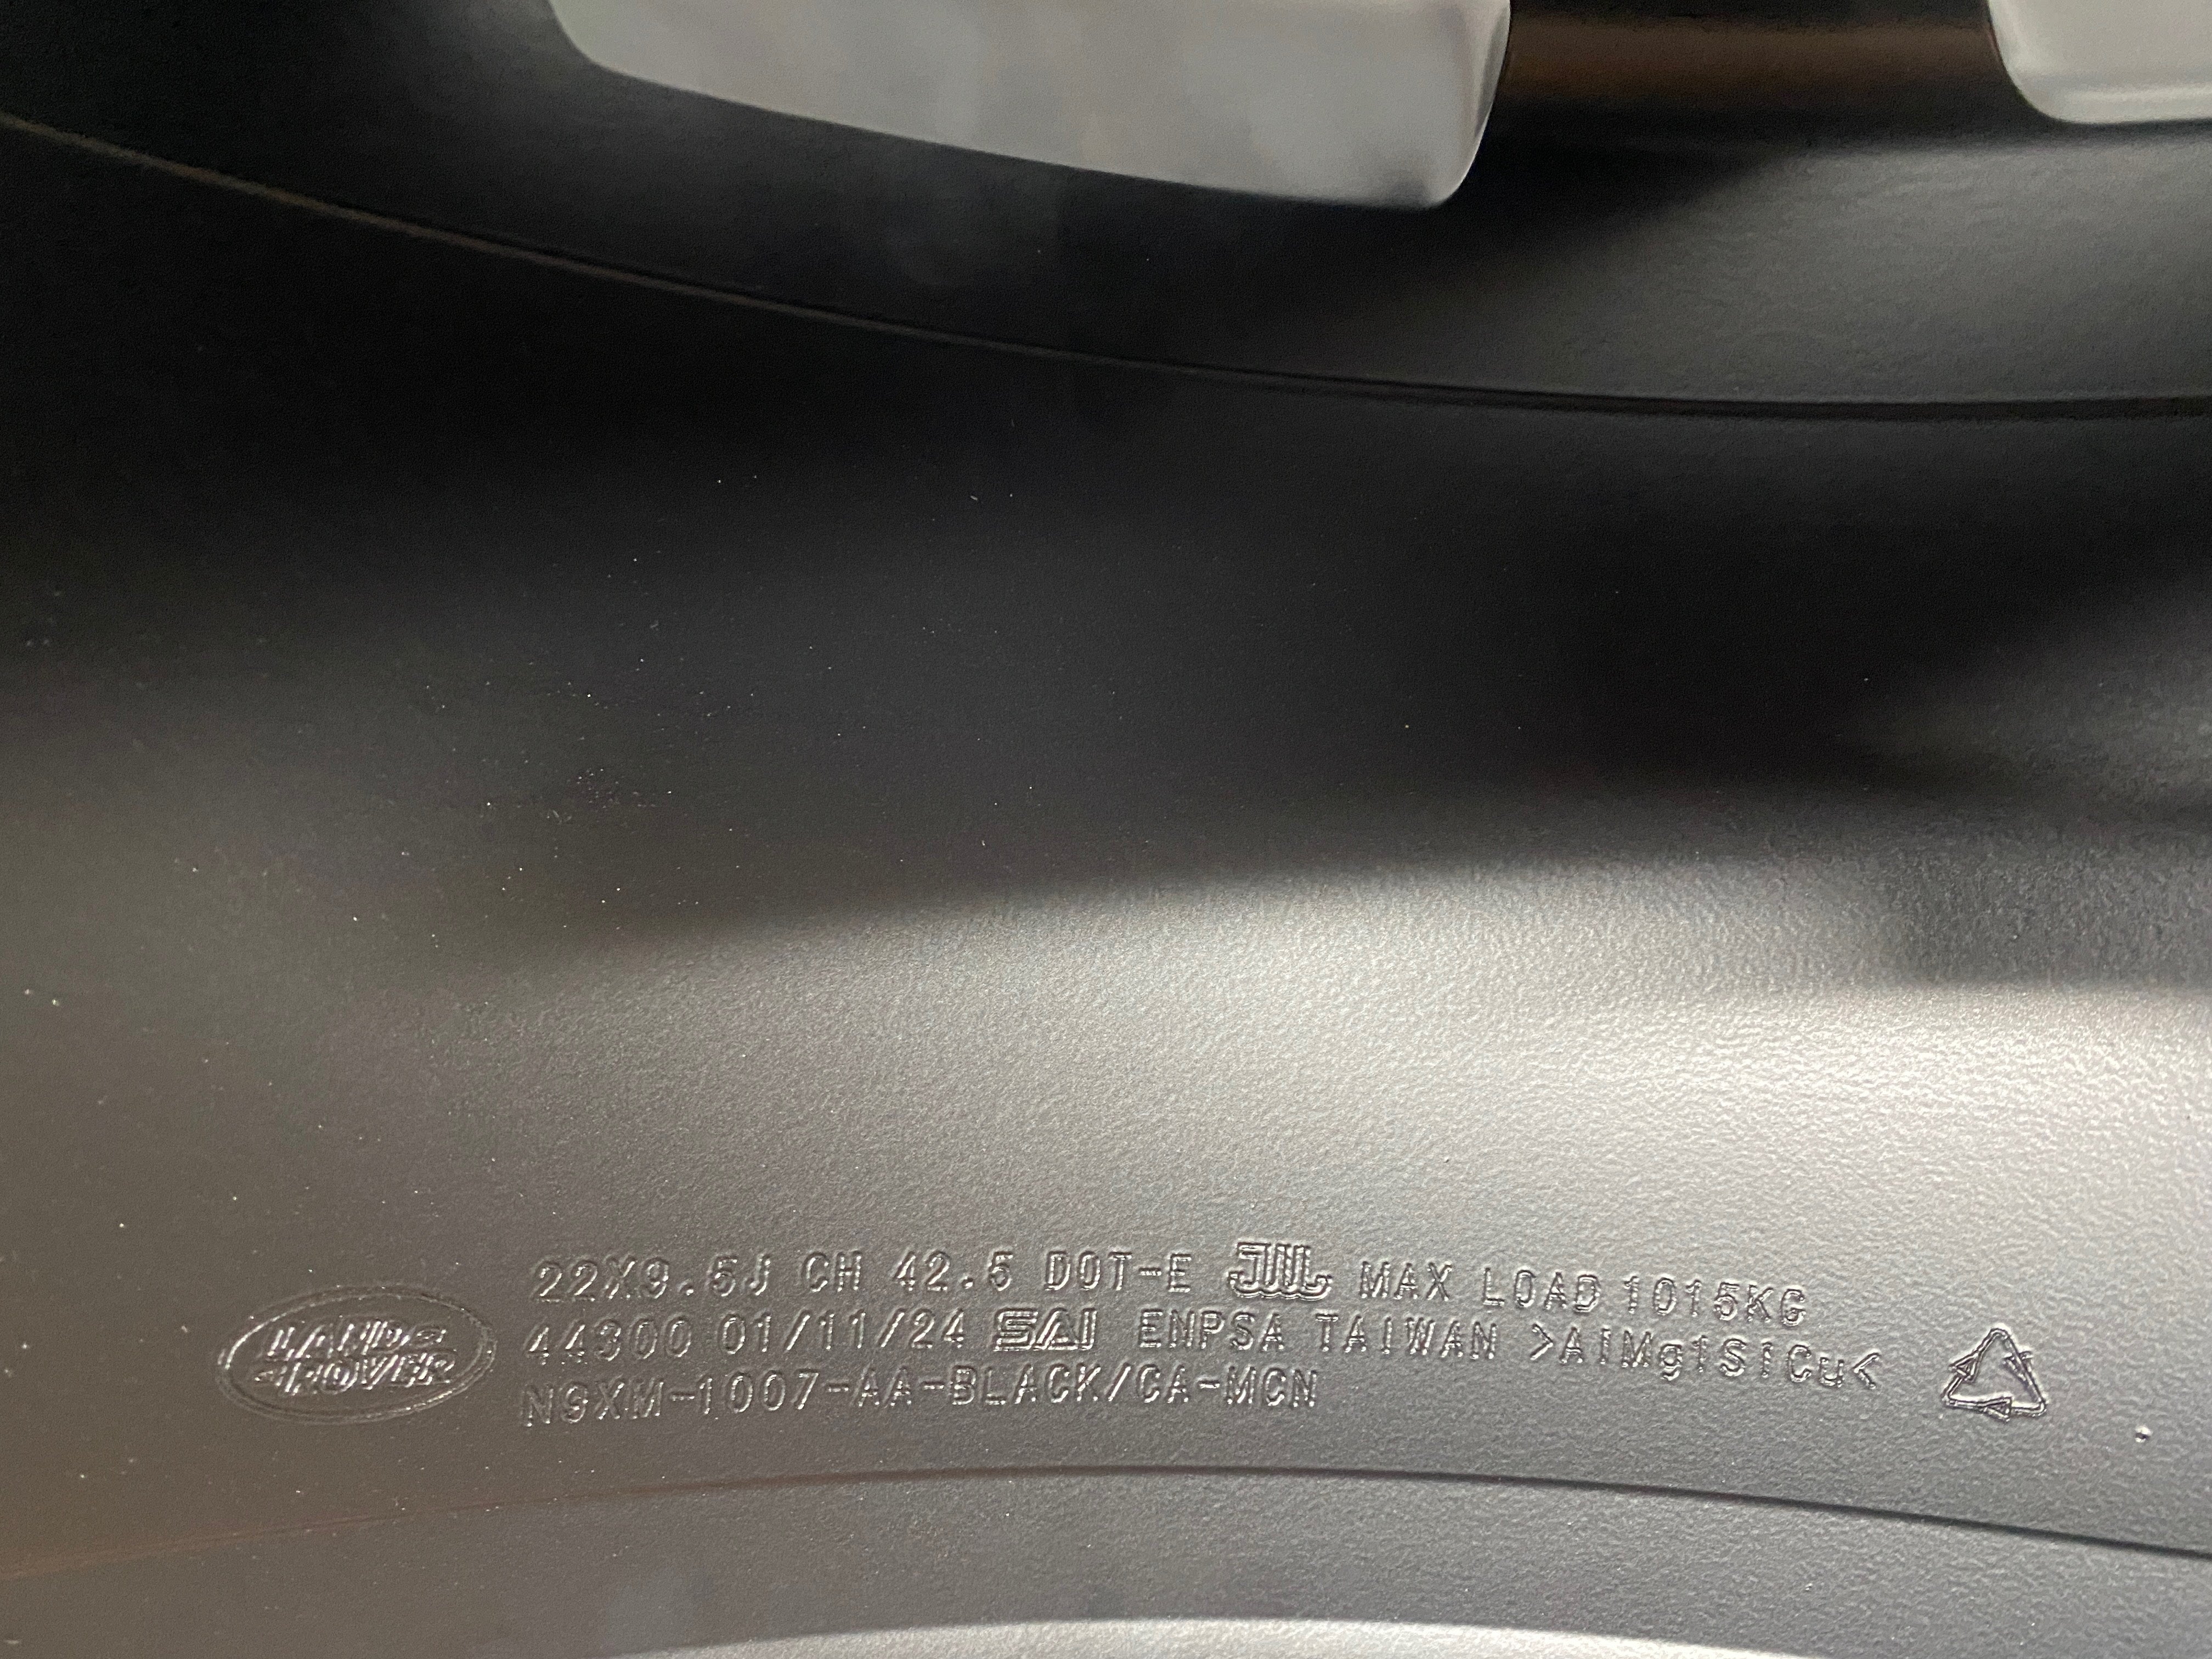 LAND
ROVER
22X9.5J CH 42.5 DOT-E JWL MAX LOAD 1015KG
44300 01/11/24 SAI ENPSA TAIWAN >AlMg1SiCu<
N9XM-1007-AA-BLACK/CA-MCN